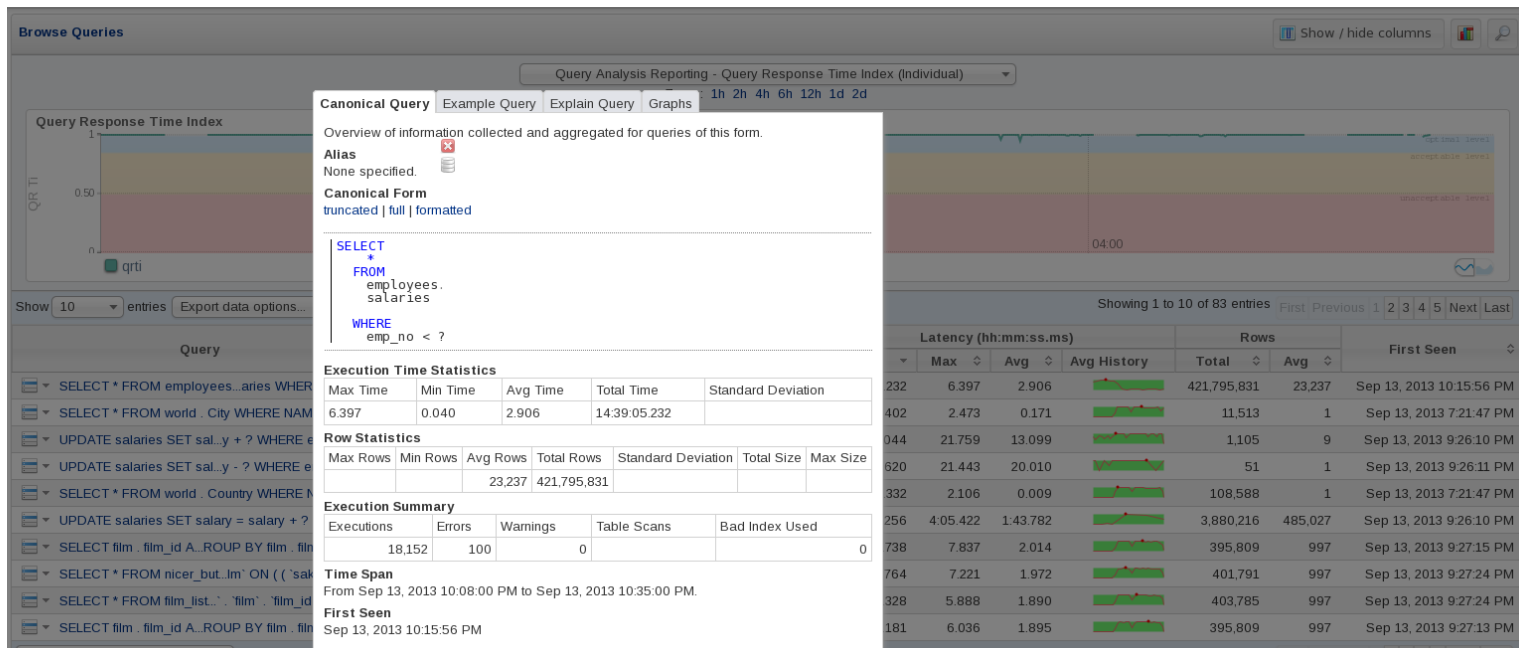 Browse Queries
Show / hide columns
Query Analysis Reporting - Query Response Time Index (Individual)
1h 2h 4h 6h 12h 1d 2d
Canonical Query Example Query Explain Query Graphs
Query Response Time Index
1
0.50
0
QR Ti
optimal level
acceptable level
unacceptable level
04:00
qrti
Overview of information collected and aggregated for queries of this form.
Alias
None specified.
Canonical Form
truncated | full | formatted
SELECT
*
FROM
employees.
salaries
WHERE
emp_no < ?
Execution Time Statistics
Max Time Min Time Avg Time Total Time Standard Deviation
6.397 0.040 2.906 14:39:05.232
Row Statistics
Max Rows Min Rows Avg Rows Total Rows Standard Deviation Total Size Max Size
23,237 421,795,831
Execution Summary
Executions Errors Warnings Table Scans Bad Index Used
18,152 100 0 0
Time Span
From Sep 13, 2013 10:08:00 PM to Sep 13, 2013 10:35:00 PM.
First Seen
Sep 13, 2013 10:15:56 PM
Show 10 entries Export data options...
Showing 1 to 10 of 83 entries First Previous 1 2 3 4 5 Next Last
Query Latency (hh:mm:ss.ms) Rows First Seen
Max Avg Avg History Total Avg
SELECT * FROM employees...aries WHER 232 6.397 2.906 421,795,831 23,237 Sep 13, 2013 10:15:56 PM
SELECT * FROM world . City WHERE NAM 402 2.473 0.171 11,513 1 Sep 13, 2013 7:21:47 PM
UPDATE salaries SET sal...y + ? WHERE e 044 21.759 13.099 1,105 9 Sep 13, 2013 9:26:10 PM
UPDATE salaries SET sal...y - ? WHERE e 620 21.443 20.010 51 1 Sep 13, 2013 9:26:11 PM
SELECT * FROM world . Country WHERE N 332 2.106 0.009 108,588 1 Sep 13, 2013 7:21:47 PM
UPDATE salaries SET salary = salary + ? 256 4:05.422 1:43.782 3,880,216 485,027 Sep 13, 2013 9:26:10 PM
SELECT film . film_id A...ROUP BY film . film 738 7.837 2.014 395,809 997 Sep 13, 2013 9:27:15 PM
SELECT * FROM nicer_but...lm` ON ( ( `sak 764 7.221 1.972 401,791 997 Sep 13, 2013 9:27:24 PM
SELECT * FROM film_list...` . `film` . `film_id 328 5.888 1.890 403,785 997 Sep 13, 2013 9:27:24 PM
SELECT film . film_id A...ROUP BY film . film 181 6.036 1.895 395,809 997 Sep 13, 2013 9:27:13 PM